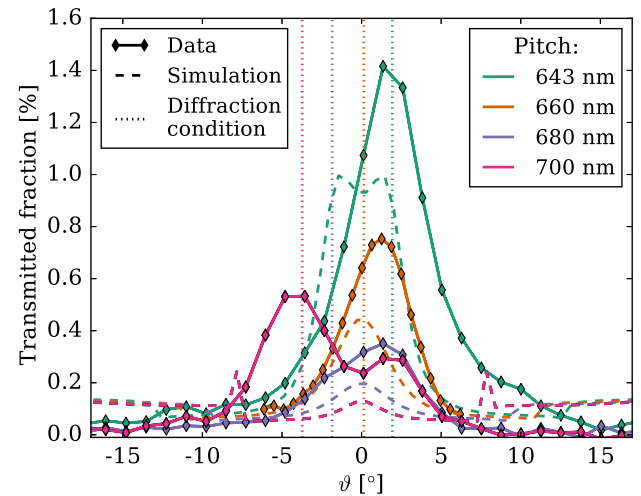 Data
Simulation
Diffraction
condition
Pitch:
643 nm
660 nm
680 nm
700 nm
Transmitted fraction [%]
1.6
1.4
1.2
1.0
0.8
0.6
0.4
0.2
0.0
-15
-10
-5
0
5
10
15
ϑ [°]